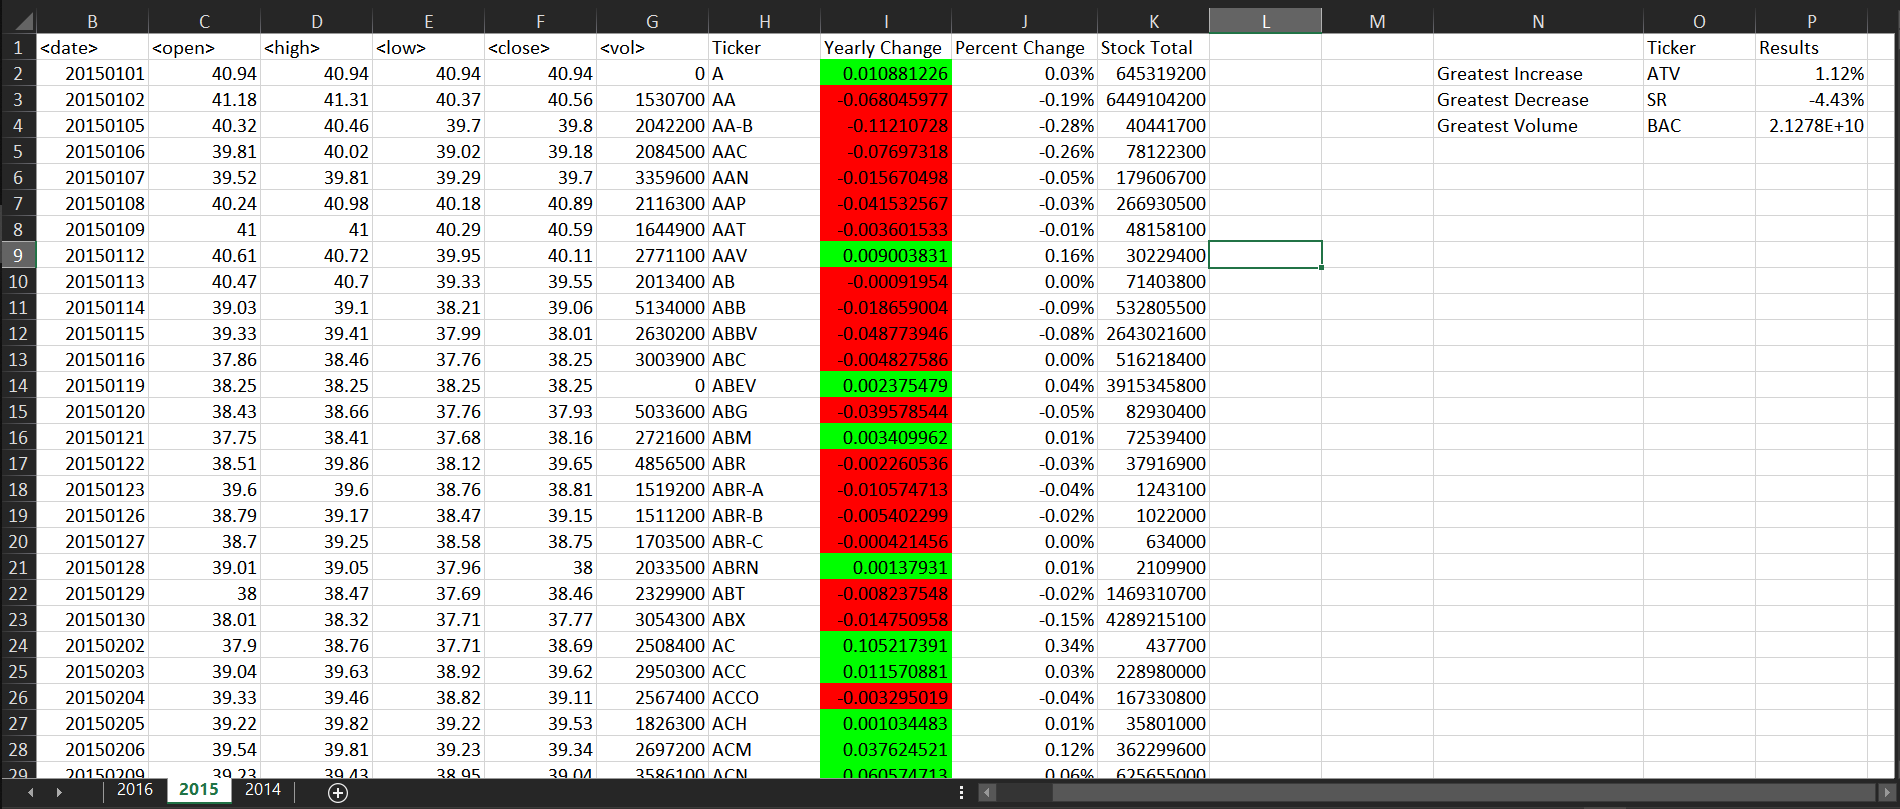 B C D E F G H I J K L M N O P
1 <date> <open> <high> <low> <close> <vol> Ticker Yearly Change Percent Change Stock Total Ticker Results
2 20150101 40.94 40.94 40.94 40.94 0 A 0.010881226 0.03% 645319200 Greatest Increase ATV 1.12%
3 20150102 41.18 41.31 40.37 40.56 1530700 AA -0.068045977 -0.19% 6449104200 Greatest Decrease SR -4.43%
4 20150105 40.32 40.46 39.7 39.8 2042200 AA-B -0.11210728 -0.28% 40441700 Greatest Volume BAC 2.1278E+10
5 20150106 39.81 40.02 39.02 39.18 2084500 AAC -0.07697318 -0.26% 78122300
6 20150107 39.52 39.81 39.29 39.7 3359600 AAN -0.015670498 -0.05% 179606700
7 20150108 40.24 40.98 40.18 40.89 2116300 AAP -0.041532567 -0.03% 266930500
8 20150109 41 41 40.29 40.59 1644900 AAT -0.003601533 -0.01% 48158100
9 20150112 40.61 40.72 39.95 40.11 2771100 AAV 0.009003831 0.16% 30229400
10 20150113 40.47 40.7 39.33 39.55 2013400 AB -0.00091954 0.00% 71403800
11 20150114 39.03 39.1 38.21 39.06 5134000 ABB -0.018659004 -0.09% 532805500
12 20150115 39.33 39.41 37.99 38.01 2630200 ABBV -0.048773946 -0.08% 2643021600
13 20150116 37.86 38.46 37.76 38.25 3003900 ABC -0.004827586 0.00% 516218400
14 20150119 38.25 38.25 38.25 38.25 0 ABEV 0.002375479 0.04% 3915345800
15 20150120 38.43 38.66 37.76 37.93 5033600 ABG -0.039578544 -0.05% 82930400
16 20150121 37.75 38.41 37.68 38.16 2721600 ABM 0.003409962 0.01% 72539400
17 20150122 38.51 39.86 38.12 39.65 4856500 ABR -0.002260536 -0.03% 37916900
18 20150123 39.6 39.6 38.76 38.81 1519200 ABR-A -0.010574713 -0.04% 1243100
19 20150126 38.79 39.17 38.47 39.15 1511200 ABR-B -0.005402299 -0.02% 1022000
20 20150127 38.7 39.25 38.58 38.75 1703500 ABR-C -0.000421456 0.00% 634000
21 20150128 39.01 39.05 37.96 38 2033500 ABRN 0.00137931 0.01% 2109900
22 20150129 38 38.47 37.69 38.46 2329900 ABT -0.008237548 -0.02% 1469310700
23 20150130 38.01 38.32 37.71 37.77 3054300 ABX -0.014750958 -0.15% 4289215100
24 20150202 37.9 38.76 37.71 38.69 2508400 AC 0.105217391 0.34% 437700
25 20150203 39.04 39.63 38.92 39.62 2950300 ACC 0.011570881 0.03% 228980000
26 20150204 39.33 39.46 38.82 39.11 2567400 ACCO -0.003295019 -0.04% 167330800
27 20150205 39.22 39.82 39.22 39.53 1826300 ACH 0.001034483 0.01% 35801000
28 20150206 39.54 39.81 39.23 39.34 2697200 ACM 0.037624521 0.12% 362299600
29 20150209 39.23 39.43 38.95 39.04 3586100 ACN 0.060574713 0.06% 625655000
2016 2015 2014